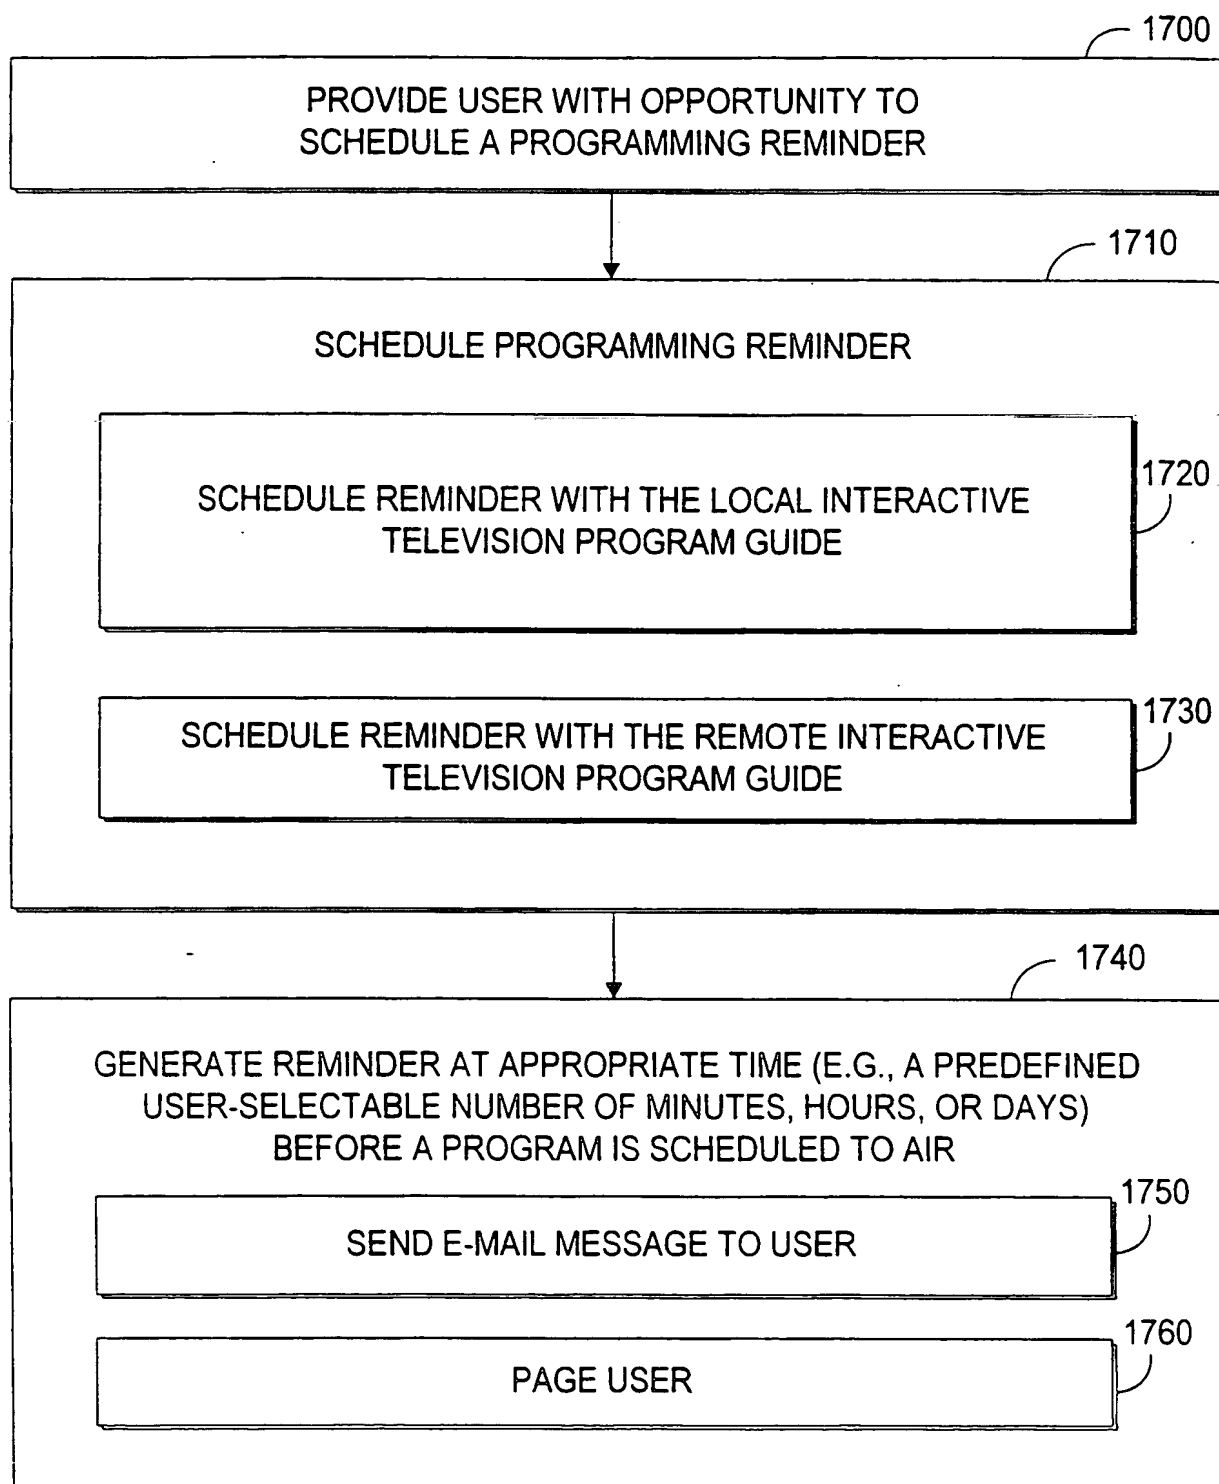 1700
PROVIDE USER WITH OPPORTUNITY TO
SCHEDULE A PROGRAMMING REMINDER
1710
SCHEDULE PROGRAMMING REMINDER
1720
SCHEDULE REMINDER WITH THE LOCAL INTERACTIVE
TELEVISION PROGRAM GUIDE
1730
SCHEDULE REMINDER WITH THE REMOTE INTERACTIVE
TELEVISION PROGRAM GUIDE
1740
GENERATE REMINDER AT APPROPRIATE TIME (E.G., A PREDEFINED
USER-SELECTABLE NUMBER OF MINUTES, HOURS, OR DAYS)
BEFORE A PROGRAM IS SCHEDULED TO AIR
1750
SEND E-MAIL MESSAGE TO USER
1760
PAGE USER